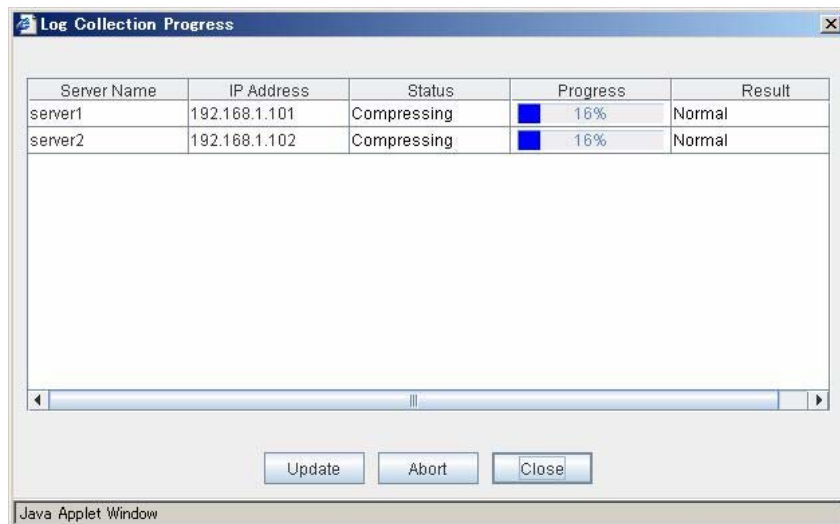 Log Collection Progress
Server Name IP Address Status Progress Result
server1 192.168.1.101 Compressing 16% Normal
server2 192.168.1.102 Compressing 16% Normal
Update Abort Close
Java Applet Window